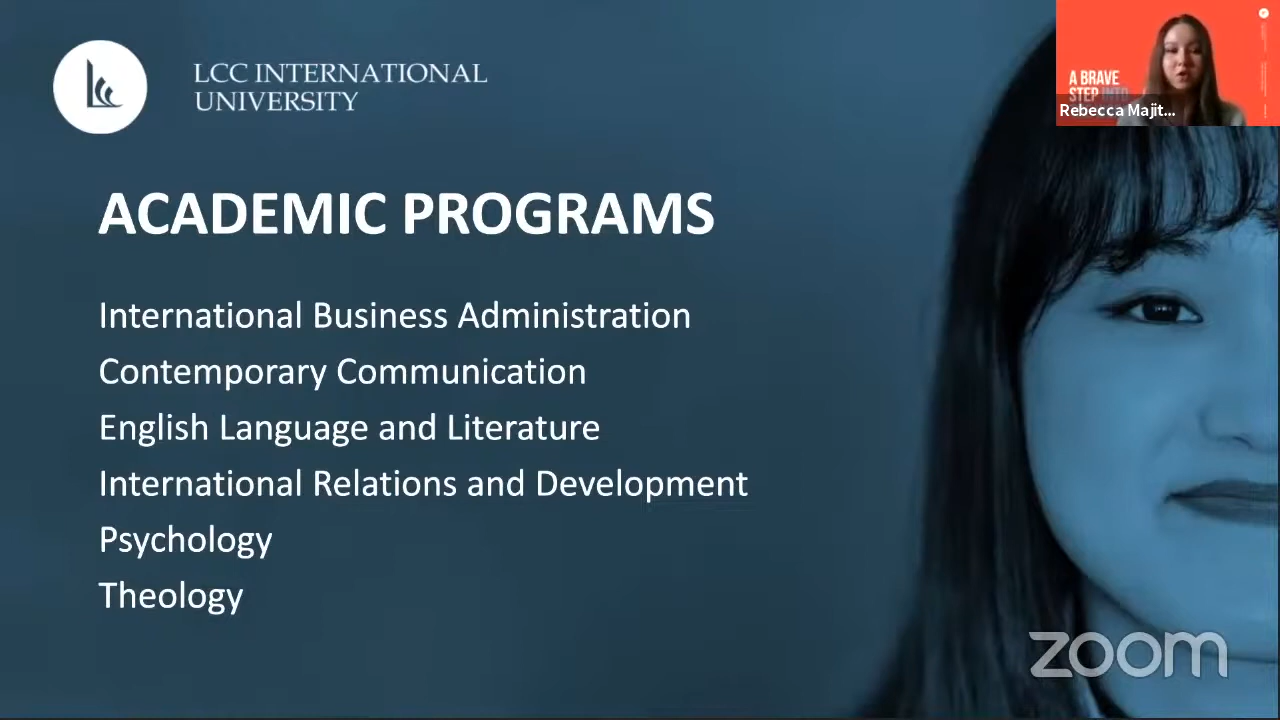 LCC INTERNATIONAL
UNIVERSITY
A BRAVE
STEP INTO
Rebecca Majit...
ACADEMIC PROGRAMS
International Business Administration
Contemporary Communication
English Language and Literature
International Relations and Development
Psychology
Theology
zoom